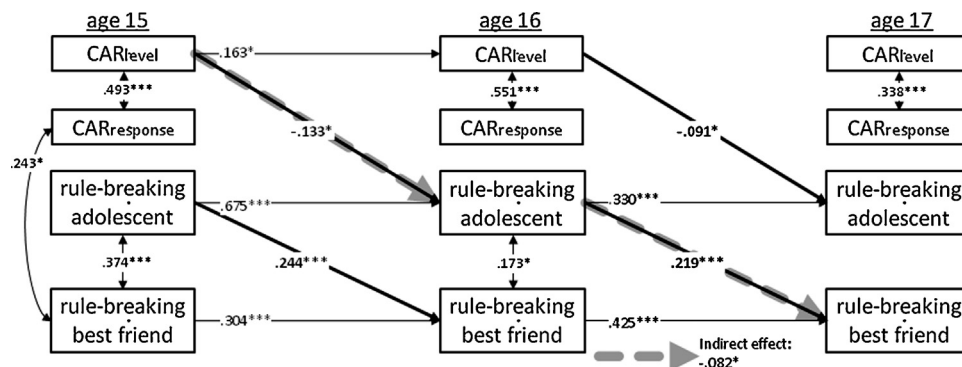 age 15 age 16 age 17
CARlevel CARlevel CARlevel
.163*
.493*** .551*** .338***
CARresponse CARresponse CARresponse
-.133* -.091*
.243*
rule-breaking rule-breaking rule-breaking
adolescent adolescent adolescent
.675*** .330***
.374*** .244*** .173* .219***
rule-breaking rule-breaking rule-breaking
best friend best friend best friend
.304*** .425***
Indirect effect:
-.082*